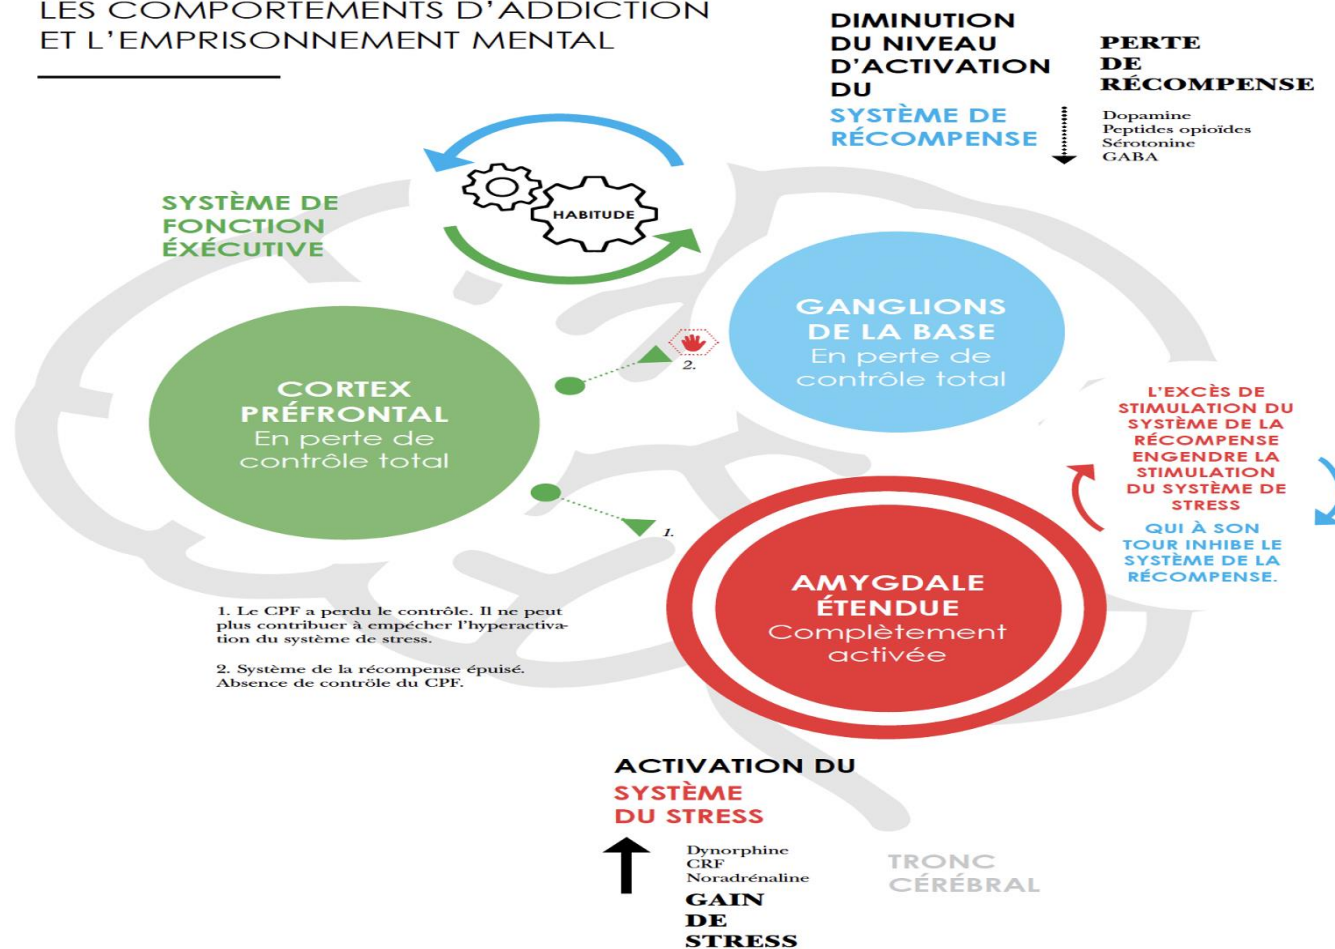 LES COMPORTEMENTS D’ADDICTION
ET L’EMPRISONNEMENT MENTAL
DIMINUTION
DU NIVEAU
D’ACTIVATION
DU
SYSTÈME DE
RÉCOMPENSE
PERTE
DE
RÉCOMPENSE
Dopamine
Peptides opioïdes
Sérotonine
GABA
SYSTÈME DE
FONCTION
ÉXÉCUTIVE
HABITUDE
GANGLIONS
DE LA BASE
En perte de
contrôle total
2.
CORTEX
PRÉFRONTAL
En perte de
contrôle total
1.
L’EXCÈS DE
STIMULATION DU
SYSTÈME DE LA
RÉCOMPENSE
ENGENDRE LA
STIMULATION
DU SYSTÈME DE
STRESS
QUI À SON
TOUR INHIBE LE
SYSTÈME DE LA
RÉCOMPENSE.
AMYGDALE
ÉTENDUE
Complètement
activée
1. Le CPF a perdu le contrôle. Il ne peut
plus contribuer à empécher l’hyperactiva-
tion du système de stress.
2. Système de la récompense épuisé.
Absence de contrôle du CPF.
ACTIVATION DU
SYSTÈME
DU STRESS
Dynorphine
CRF
Noradrénaline
GAIN
DE
STRESS
TRONC
CÉRÉBRAL